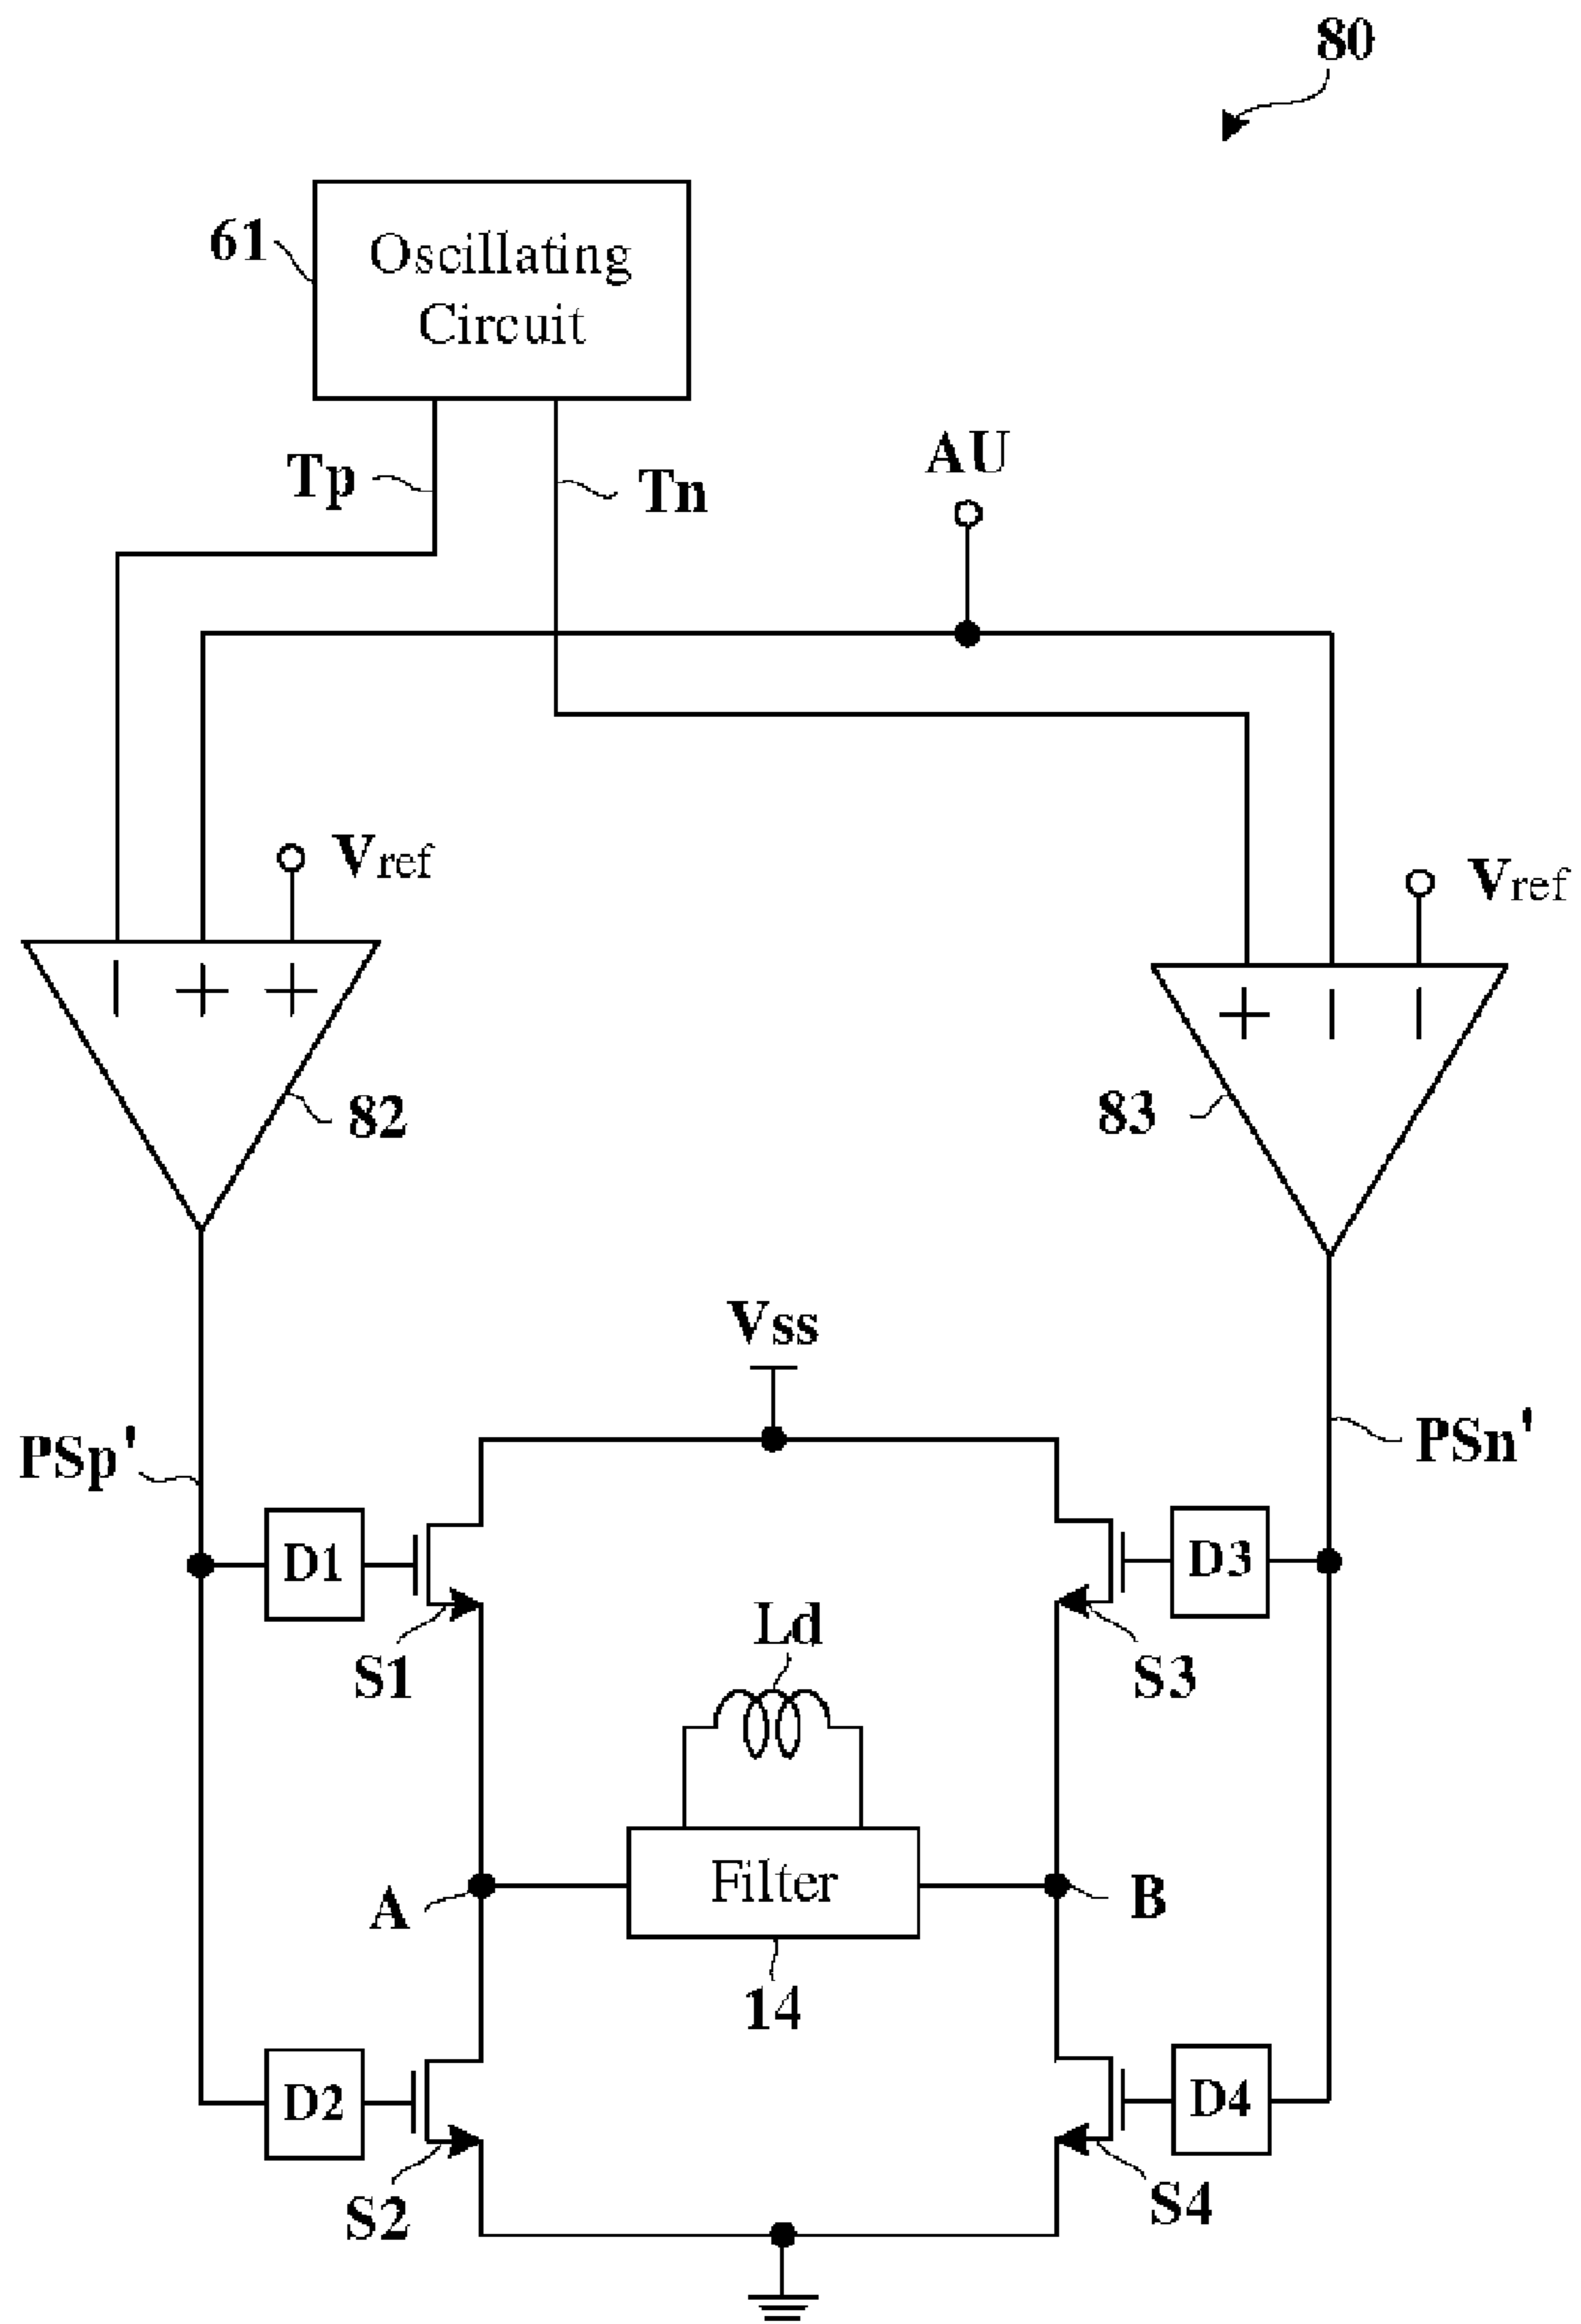 80
61
Oscillating
Circuit
Tp
Tn
AU
Vref
Vref
− + +
+ − −
82
83
Vss
PSp'
PSn'
D1
D3
S1
Ld
S3
Filter
A
B
14
D2
D4
S2
S4